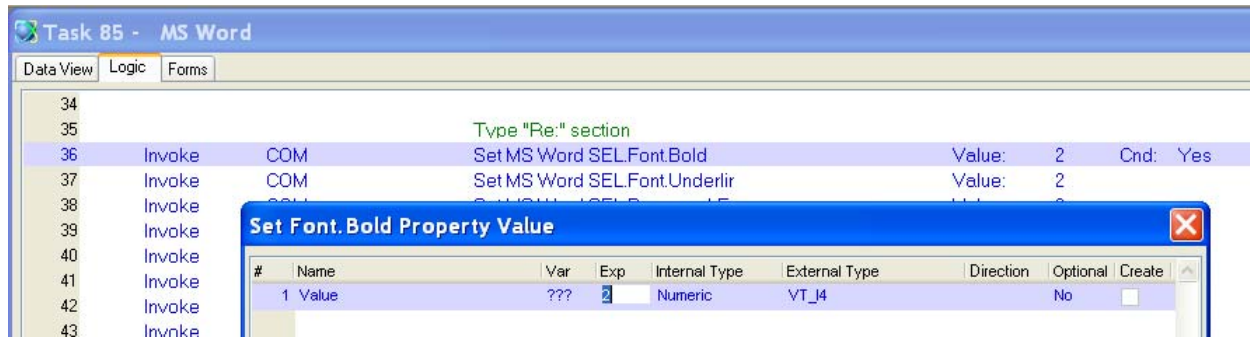 Task 85 - MS Word
Data View Logic Forms
34
35 Type "Re:" section
36 Invoke COM Set MS Word SEL.Font.Bold Value: 2 Cnd: Yes
37 Invoke COM Set MS Word SEL.Font.Underlir Value: 2
38 Invoke
39 Invoke
40 Invoke
41 Invoke
42 Invoke
43 Invoke
Set Font.Bold Property Value
# Name Var Exp Internal Type External Type Direction Optional Create
1 Value ??? 2 Numeric VT_I4 No